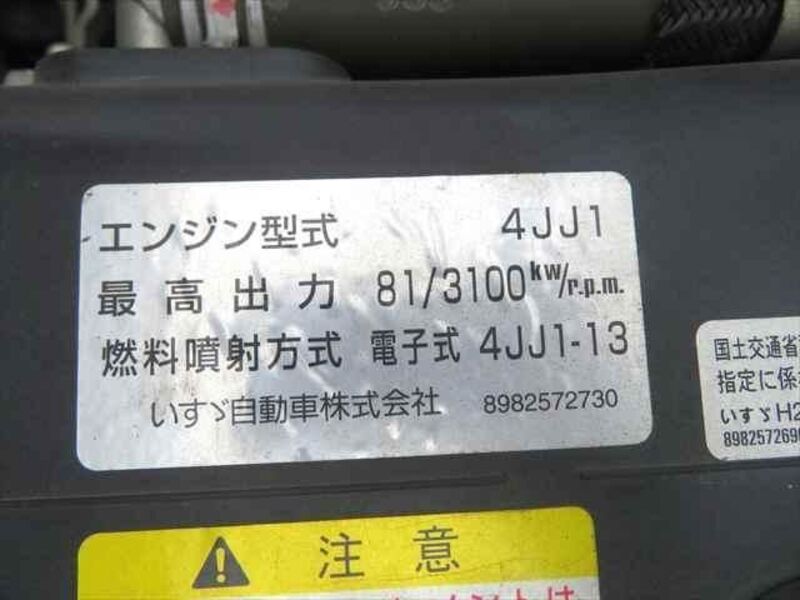 エンジン型式 4JJ1
最高出力 81/3100kw/r.p.m.
燃料噴射方式 電子式 4JJ1-13
いすゞ自動車株式会社 8982572730
国土交通省
指定に係
いすゞH2
898257269
注意